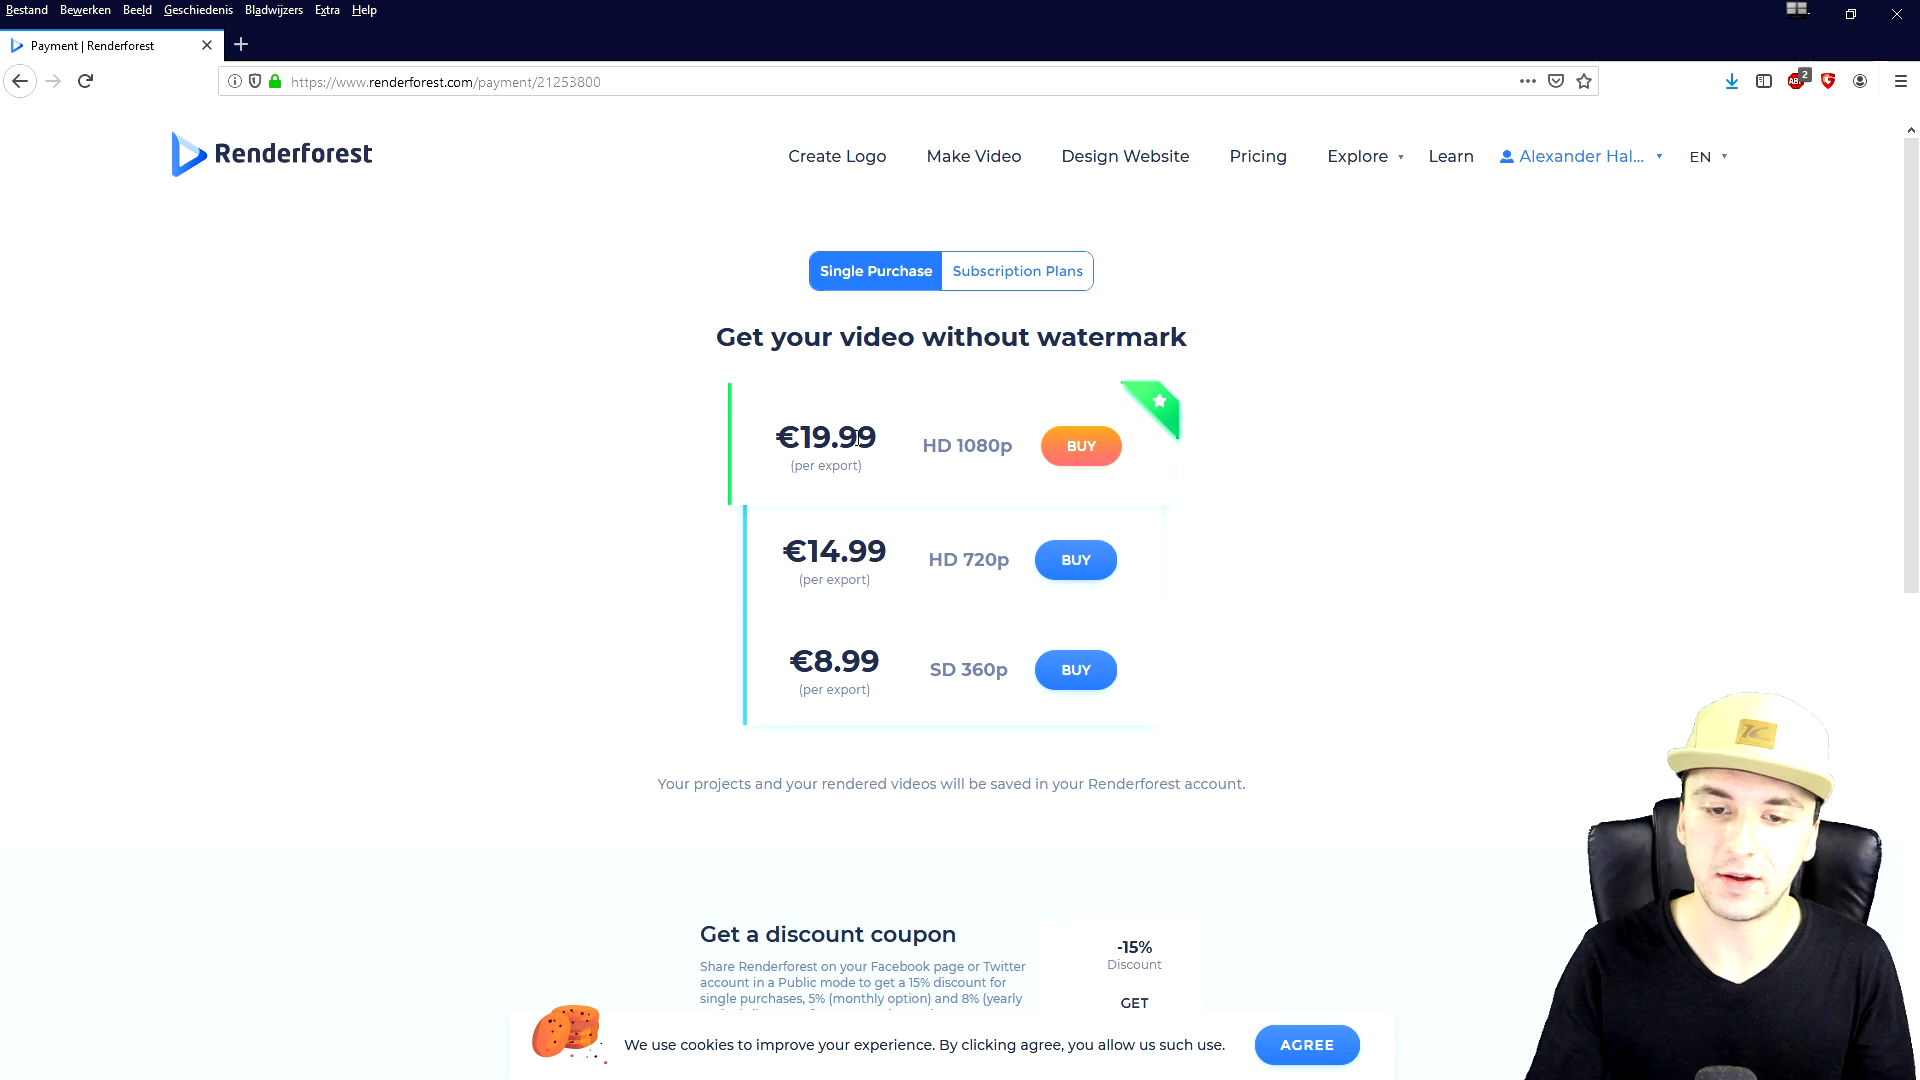 Bestand Bewerken Beeld Geschiedenis Bladwijzers Extra Help
Payment | Renderforest
https://www.renderforest.com/payment/21253800
ABP 2
Renderforest
Create Logo Make Video Design Website Pricing Explore Learn Alexander Hal... EN
Single Purchase Subscription Plans
Get your video without watermark
€19.99 HD 1080p BUY
(per export)
€14.99 HD 720p BUY
(per export)
€8.99 SD 360p BUY
(per export)
Your projects and your rendered videos will be saved in your Renderforest account.
Get a discount coupon
Share Renderforest on your Facebook page or Twitter
account in a Public mode to get a 15% discount for
single purchases, 5% (monthly option) and 8% (yearly
-15%
Discount
GET
We use cookies to improve your experience. By clicking agree, you allow us such use.
AGREE